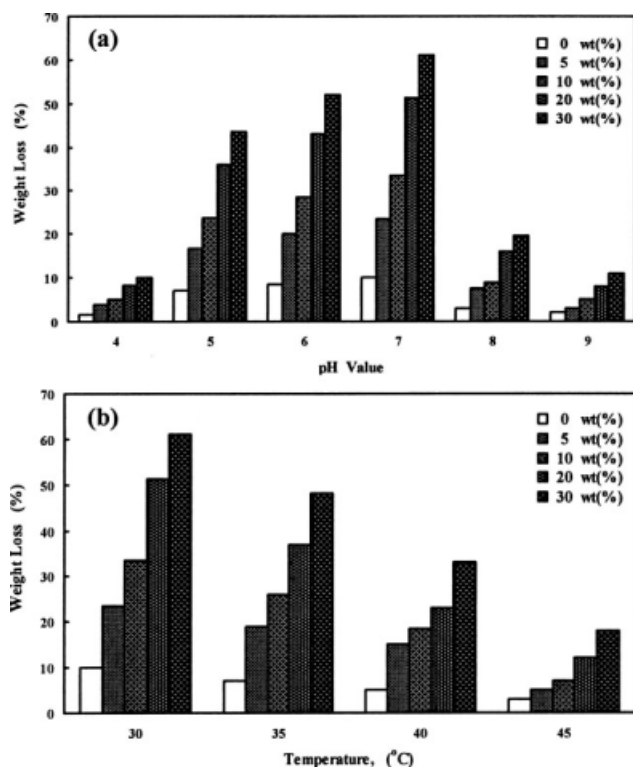 70
(a)
0 wt(%)
5 wt(%)
10 wt(%)
20 wt(%)
30 wt(%)
60
50
40
30
20
10
0
Weight Loss (%)
4 5 6 7 8 9
pH Value
70
(b)
0 wt(%)
5 wt(%)
10 wt(%)
20 wt(%)
30 wt(%)
60
50
40
30
20
10
0
Weight Loss (%)
30 35 40 45
Temperature, (°C)